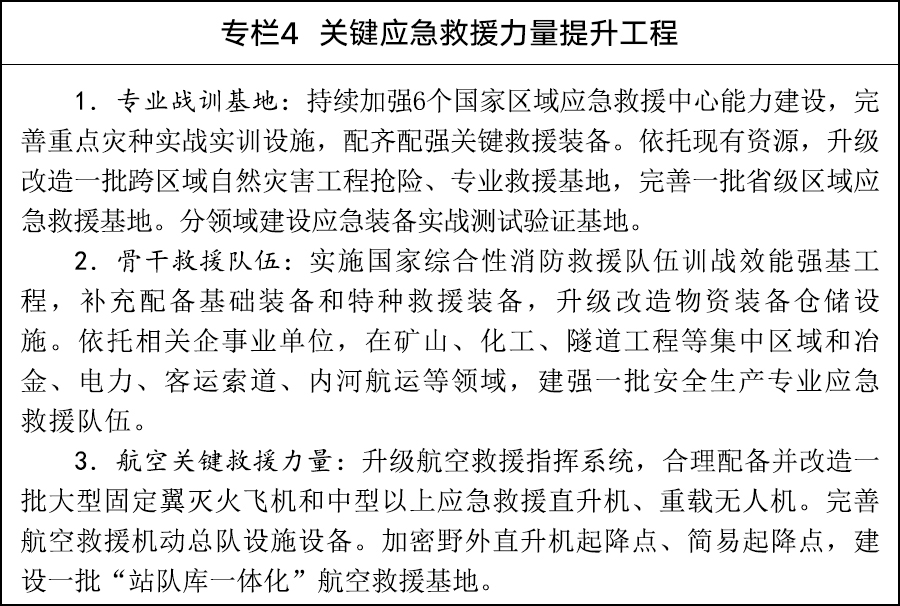 专栏4 关键应急救援力量提升工程
1. 专业战训基地：持续加强6个国家区域应急救援中心能力建设，完
善重点灾种实战实训设施，配齐配强关键救援装备。依托现有资源，升级
改造一批跨区域自然灾害工程抢险、专业救援基地，完善一批省级区域应
急救援基地。分领域建设应急装备实战测试验证基地。
2. 骨干救援队伍：实施国家综合性消防救援队伍训战效能强基工
程，补充配备基础装备和特种救援装备，升级改造物资装备仓储设
施。依托相关企事业单位，在矿山、化工、隧道工程等集中区域和冶
金、电力、客运索道、内河航运等领域，建强一批安全生产专业应急
救援队伍。
3. 航空关键救援力量：升级航空救援指挥系统，合理配备并改造一
批大型固定翼灭火飞机和中型以上应急救援直升机、重载无人机。完善
航空救援机动总队设施设备。加密野外直升机起降点、简易起降点，建
设一批“站队库一体化”航空救援基地。